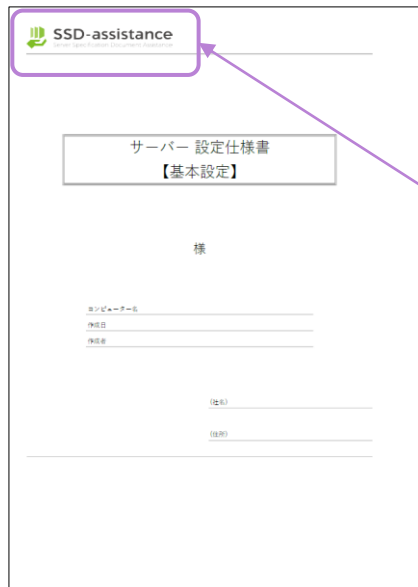 SSD-assistance
Server Specification Document Assistance
サーバー 設定仕様書
【基本設定】
様
コンピューター名
作成日
作成者
(社名)
(住所)